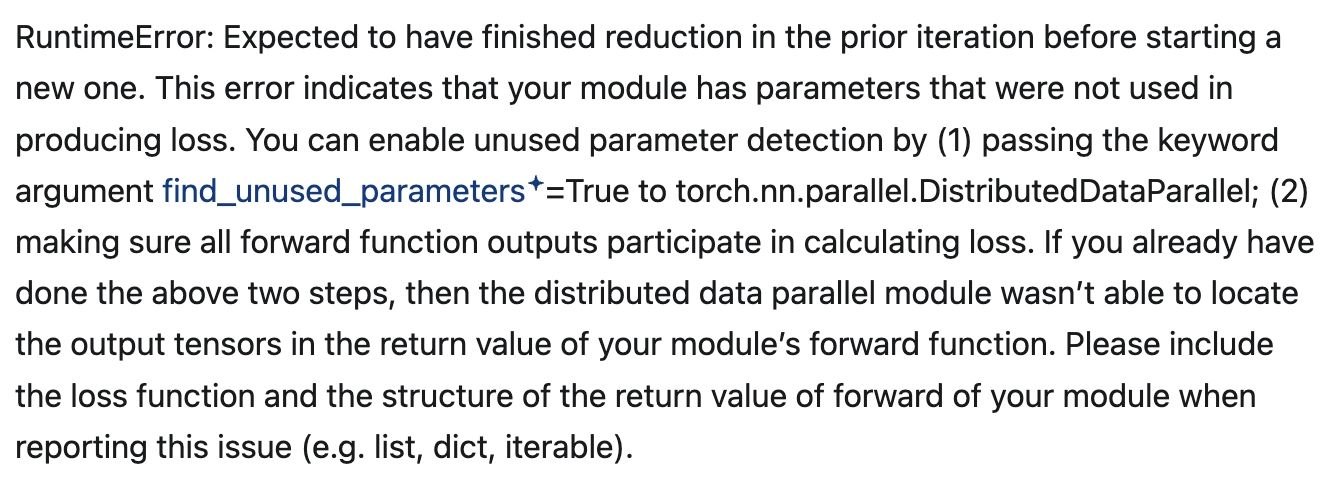 RuntimeError: Expected to have finished reduction in the prior iteration before starting a
new one. This error indicates that your module has parameters that were not used in
producing loss. You can enable unused parameter detection by (1) passing the keyword
argument find_unused_parameters✦=True to torch.nn.parallel.DistributedDataParallel; (2)
making sure all forward function outputs participate in calculating loss. If you already have
done the above two steps, then the distributed data parallel module wasn’t able to locate
the output tensors in the return value of your module’s forward function. Please include
the loss function and the structure of the return value of forward of your module when
reporting this issue (e.g. list, dict, iterable).